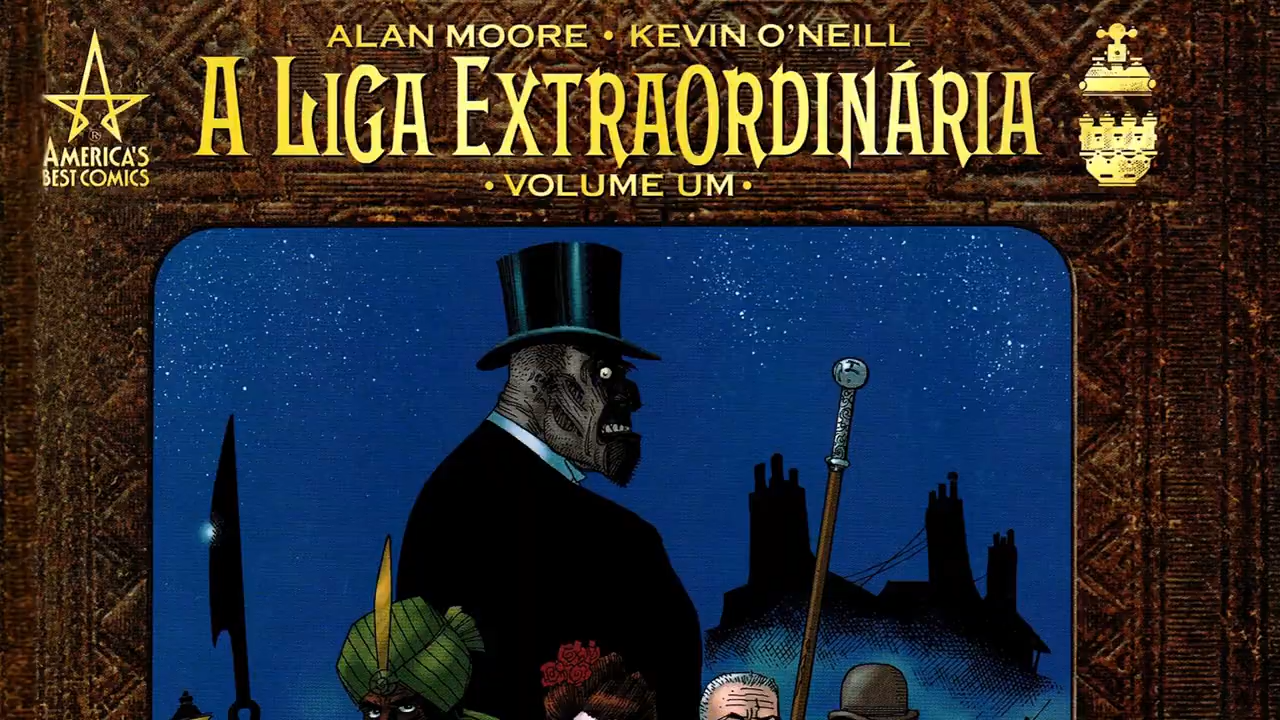 ALAN MOORE • KEVIN O'NEILL
A LIGA EXTRAORDINÁRIA
• VOLUME UM •
®
AMERICA'S
BEST COMICS